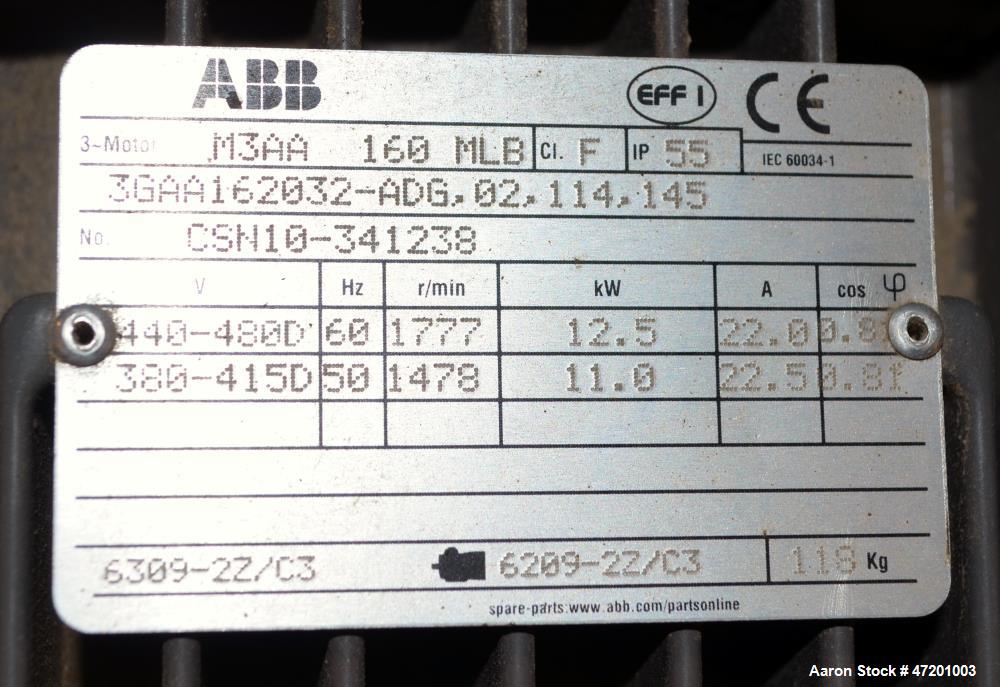 ABB EFF 1 CE
3~Motor M3AA 160 MLB Cl. F IP 55 IEC 60034-1
3GAA162032-ADG,02,114,145
No. CSN10-341238
V Hz r/min kW A cos φ
440-480D 60 1777 12.5 22.0
380-415D 50 1478 11.0 22.5 0.81
6309-2Z/C3 6209-2Z/C3 118 Kg
spare-parts:www.abb.com/partsonline
Aaron Stock # 47201003